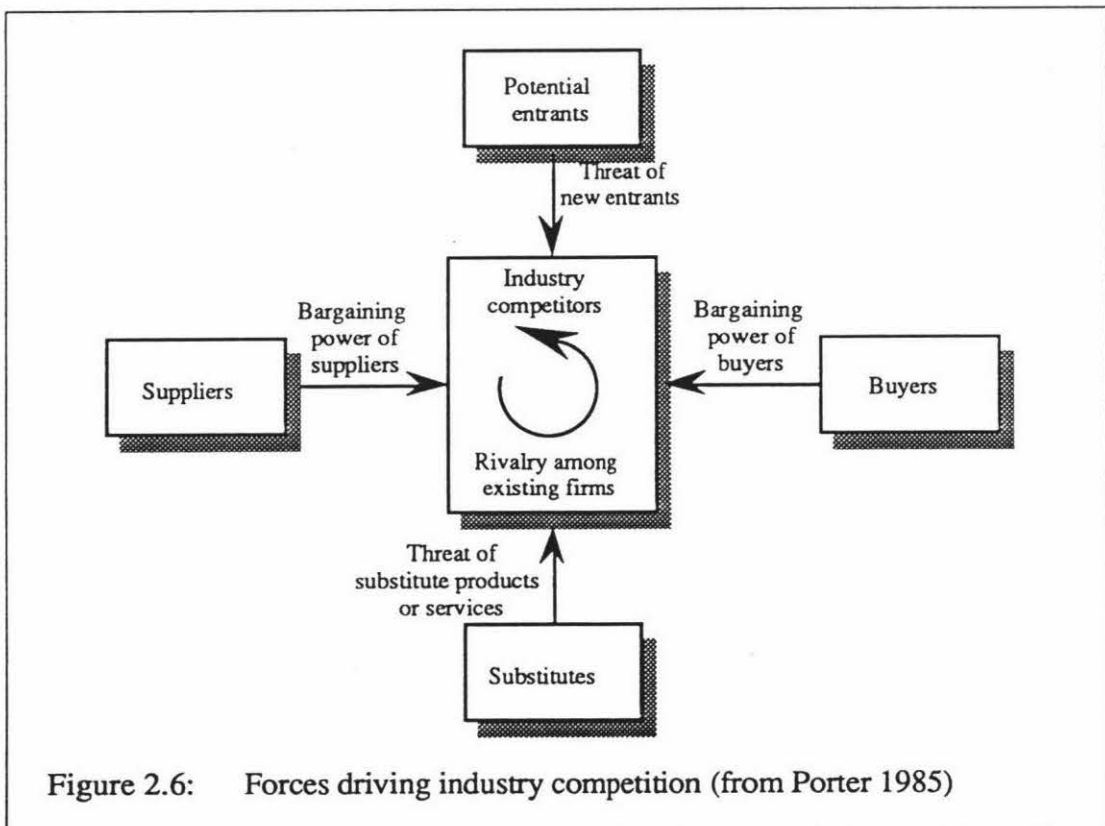 Potential
entrants
Threat of
new entrants
Industry
competitors
Bargaining
power of
suppliers
Bargaining
power of
buyers
Suppliers
Buyers
Rivalry among
existing firms
Threat of
substitute products
or services
Substitutes
Figure 2.6: Forces driving industry competition (from Porter 1985)